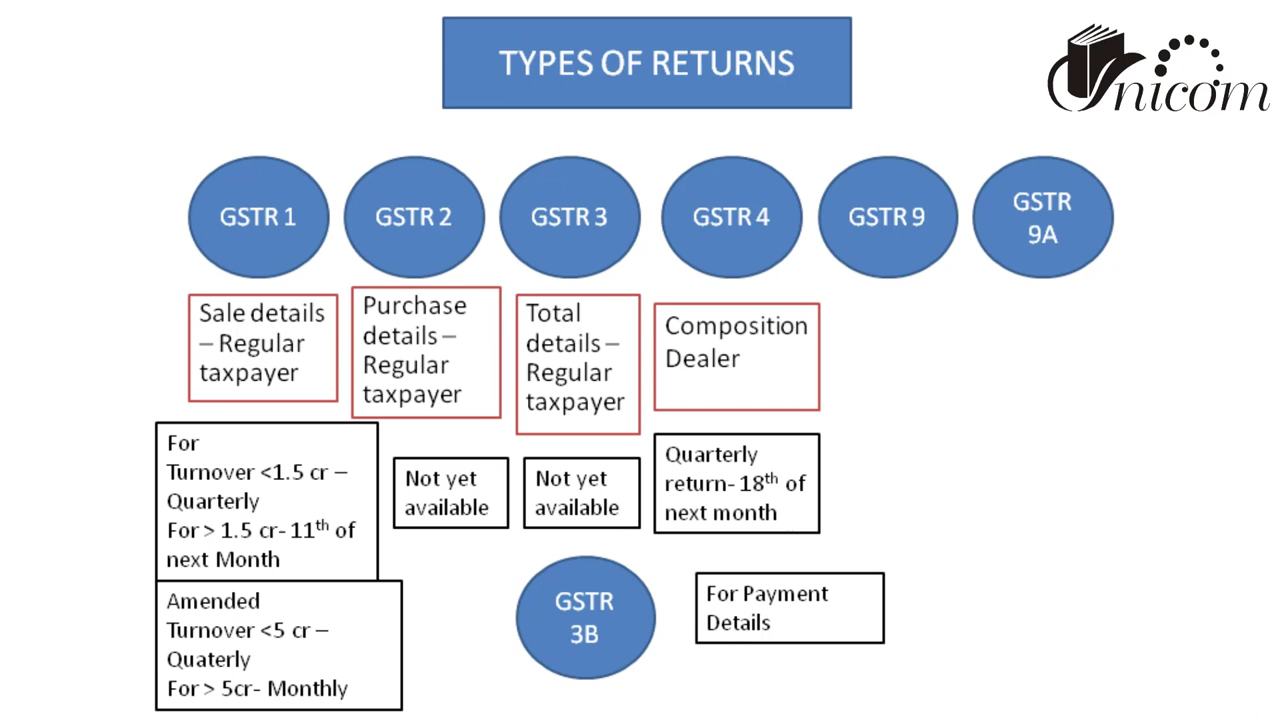 TYPES OF RETURNS
Unicom
GSTR 1
GSTR 2
GSTR 3
GSTR 4
GSTR 9
GSTR
9A
Sale details
– Regular
taxpayer
Purchase
details –
Regular
taxpayer
Total
details –
Regular
taxpayer
Composition
Dealer
For
Turnover <1.5 cr –
Quarterly
For > 1.5 cr- 11th of
next Month
Not yet
available
Not yet
available
Quarterly
return- 18th of
next month
Amended
Turnover <5 cr –
Quaterly
For > 5cr- Monthly
GSTR
3B
For Payment
Details